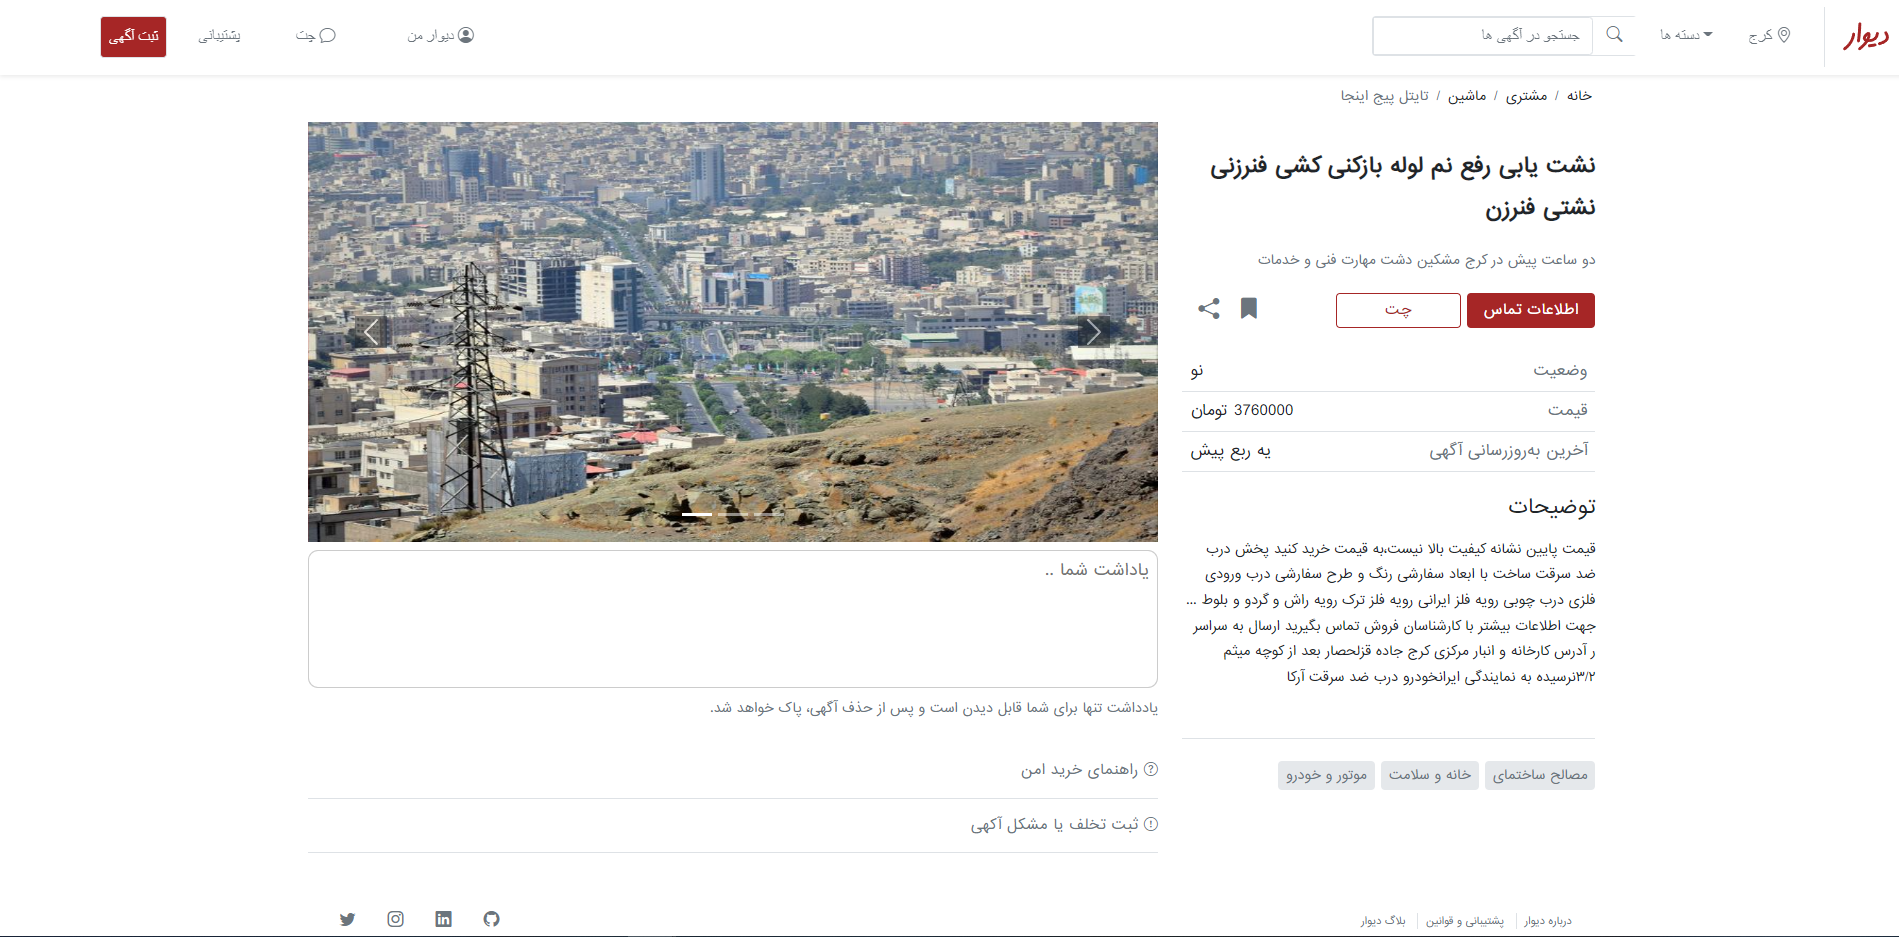 دیوار
کرج
دسته ها
جستجو در آگهی ها
دیوار من
چت
پشتیبانی
ثبت آگهی
خانه / مشتری / ماشین / تایتل پیج اینجا
نشت یابی رفع نم لوله بازکنی کشی فنرزنی
نشتی فنرزن
دو ساعت پیش در کرج مشکین دشت مهارت فنی و خدمات
اطلاعات تماس
چت
وضعیت نو
قیمت 3760000 تومان
آخرین به‌روزرسانی آگهی یه ربع پیش
توضیحات
قیمت پایین نشانه کیفیت بالا نیست،به قیمت خرید کنید پخش درب
ضد سرقت ساخت با ابعاد سفارشی رنگ و طرح سفارشی درب ورودی
فلزی درب چوبی رویه فلز ایرانی رویه فلز ترک رویه راش و گردو و بلوط ...
جهت اطلاعات بیشتر با کارشناسان فروش تماس بگیرید ارسال به سراسر
ر آدرس کارخانه و انبار مرکزی کرج جاده قزلحصار بعد از کوچه میثم
۳/۲نرسیده به نمایندگی ایرانخودرو درب ضد سرقت آرکا
مصالح ساختمای
خانه و سلامت
موتور و خودرو
یاداشت شما ..
یادداشت تنها برای شما قابل دیدن است و پس از حذف آگهی، پاک خواهد شد.
راهنمای خرید امن
ثبت تخلف یا مشکل آکهی
درباره دیوار
پشتیبانی و قوانین
بلاگ دیوار